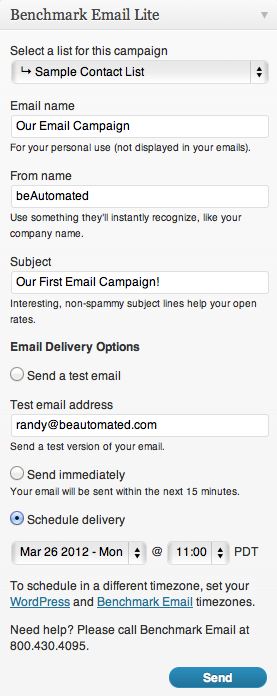 Benchmark Email Lite
Select a list for this campaign
↳ Sample Contact List
Email name
Our Email Campaign
For your personal use (not displayed in your emails).
From name
beAutomated
Use something they'll instantly recognize, like your
company name.
Subject
Our First Email Campaign!
Interesting, non-spammy subject lines help your open
rates.
Email Delivery Options
Send a test email
Test email address
randy@beautomated.com
Send a test version of your email.
Send immediately
Your email will be sent within the next 15 minutes.
Schedule delivery
Mar 26 2012 - Mon @ 11:00 PDT
To schedule in a different timezone, set your
WordPress and Benchmark Email timezones.
Need help? Please call Benchmark Email at
800.430.4095.
Send